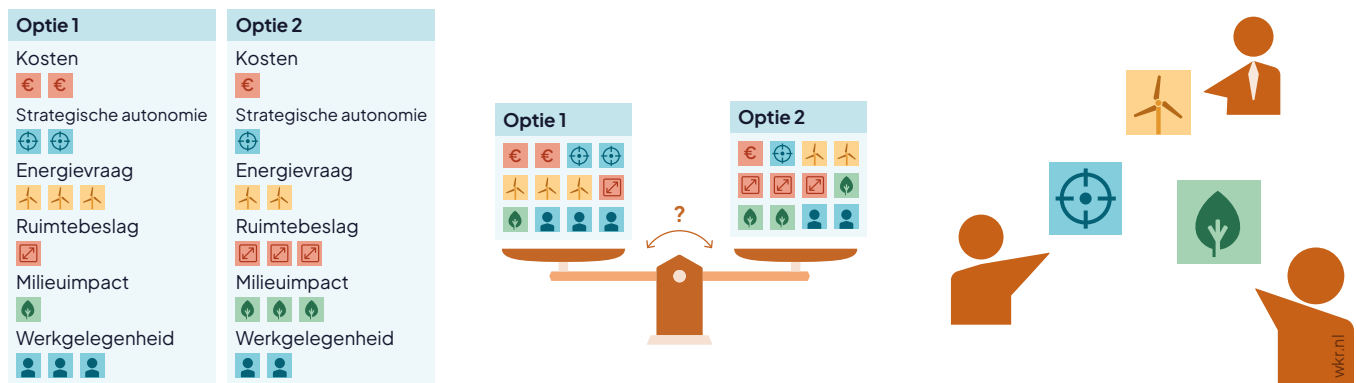 Optie 1
Kosten
€ €
Strategische autonomie
Energievraag
Ruimtebeslag
Milieuimpact
Werkgelegenheid
Optie 2
Kosten
€
Strategische autonomie
Energievraag
Ruimtebeslag
Milieuimpact
Werkgelegenheid
Optie 1
€ €
?
Optie 2
€
wkr.nl